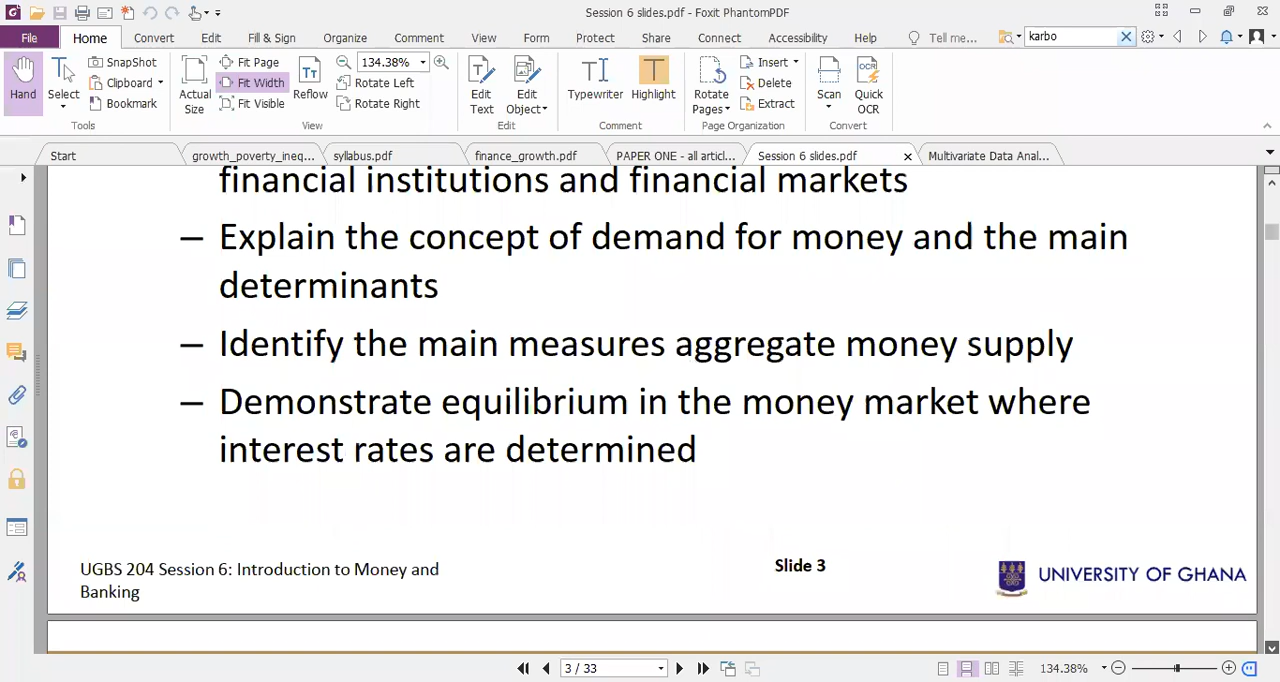 Session 6 slides.pdf - Foxit PhantomPDF
File Home Convert Edit Fill & Sign Organize Comment View Form Protect Share Connect Accessibility Help Tell me... karbo
Hand
Select
SnapShot
Clipboard
Bookmark
Tools
Actual Size
Fit Page
Fit Width
Fit Visible
Reflow
134.38%
Rotate Left
Rotate Right
View
Edit Text
Edit Object
Edit
Typewriter
Highlight
Comment
Rotate Pages
Insert
Delete
Extract
Page Organization
Scan
Quick OCR
Convert
Start growth_poverty_ineq... syllabus.pdf finance_growth.pdf PAPER ONE - all articl... Session 6 slides.pdf Multivariate Data Anal...
financial institutions and financial markets
– Explain the concept of demand for money and the main
determinants
– Identify the main measures aggregate money supply
– Demonstrate equilibrium in the money market where
interest rates are determined
UGBS 204 Session 6: Introduction to Money and
Banking
Slide 3
UNIVERSITY OF GHANA
3 / 33 134.38%